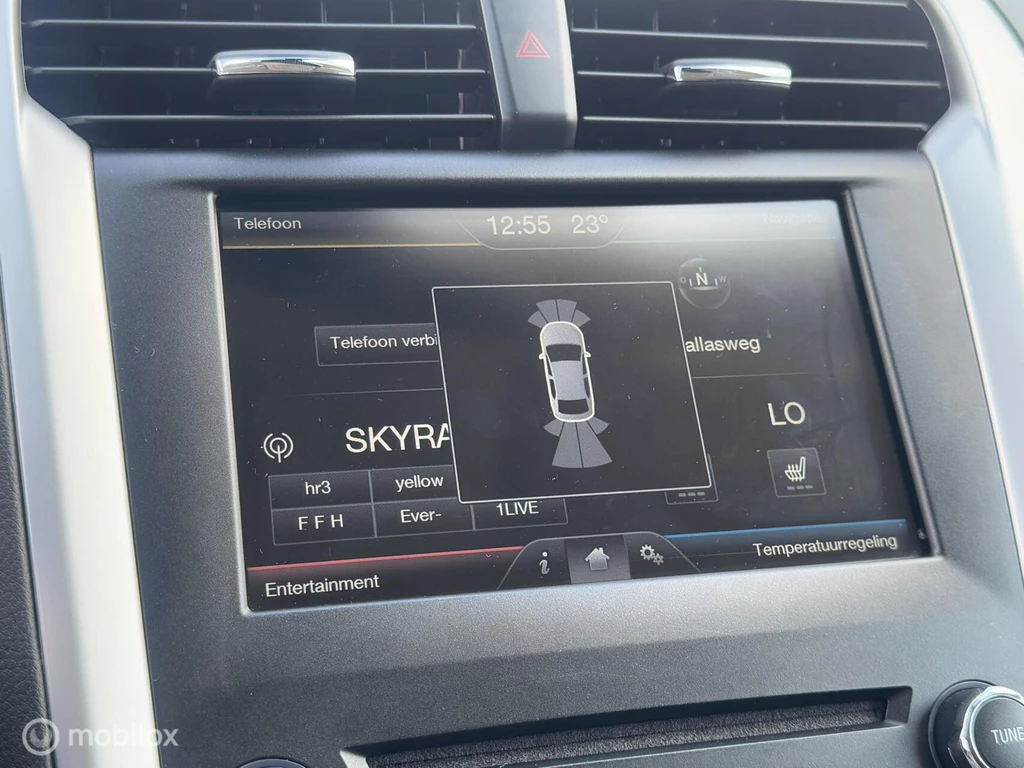 Telefoon
12:55 23°
O N W
Telefoon verbi
allasweg
SKYRA
LO
hr3
yellow
F F H
Ever-
1LIVE
i
Entertainment
Temperatuurregeling
TUNE
mobilox